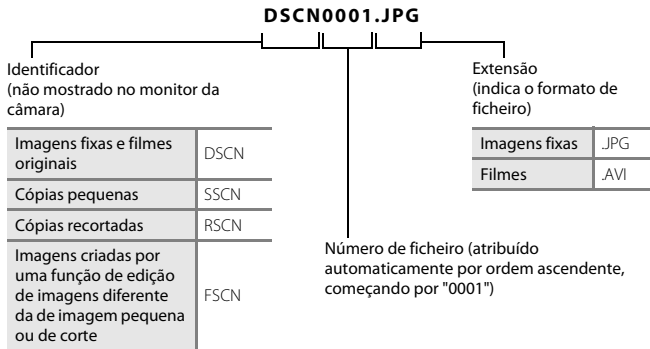 DSCN0001.JPG
Identificador
(não mostrado no monitor da
câmara)
Imagens fixas e filmes
originais
DSCN
Cópias pequenas
SSCN
Cópias recortadas
RSCN
Imagens criadas por
uma função de edição
de imagens diferente
da de imagem pequena
ou de corte
FSCN
Extensão
(indica o formato de
ficheiro)
Imagens fixas
.JPG
Filmes
.AVI
Número de ficheiro (atribuído
automaticamente por ordem ascendente,
começando por "0001")